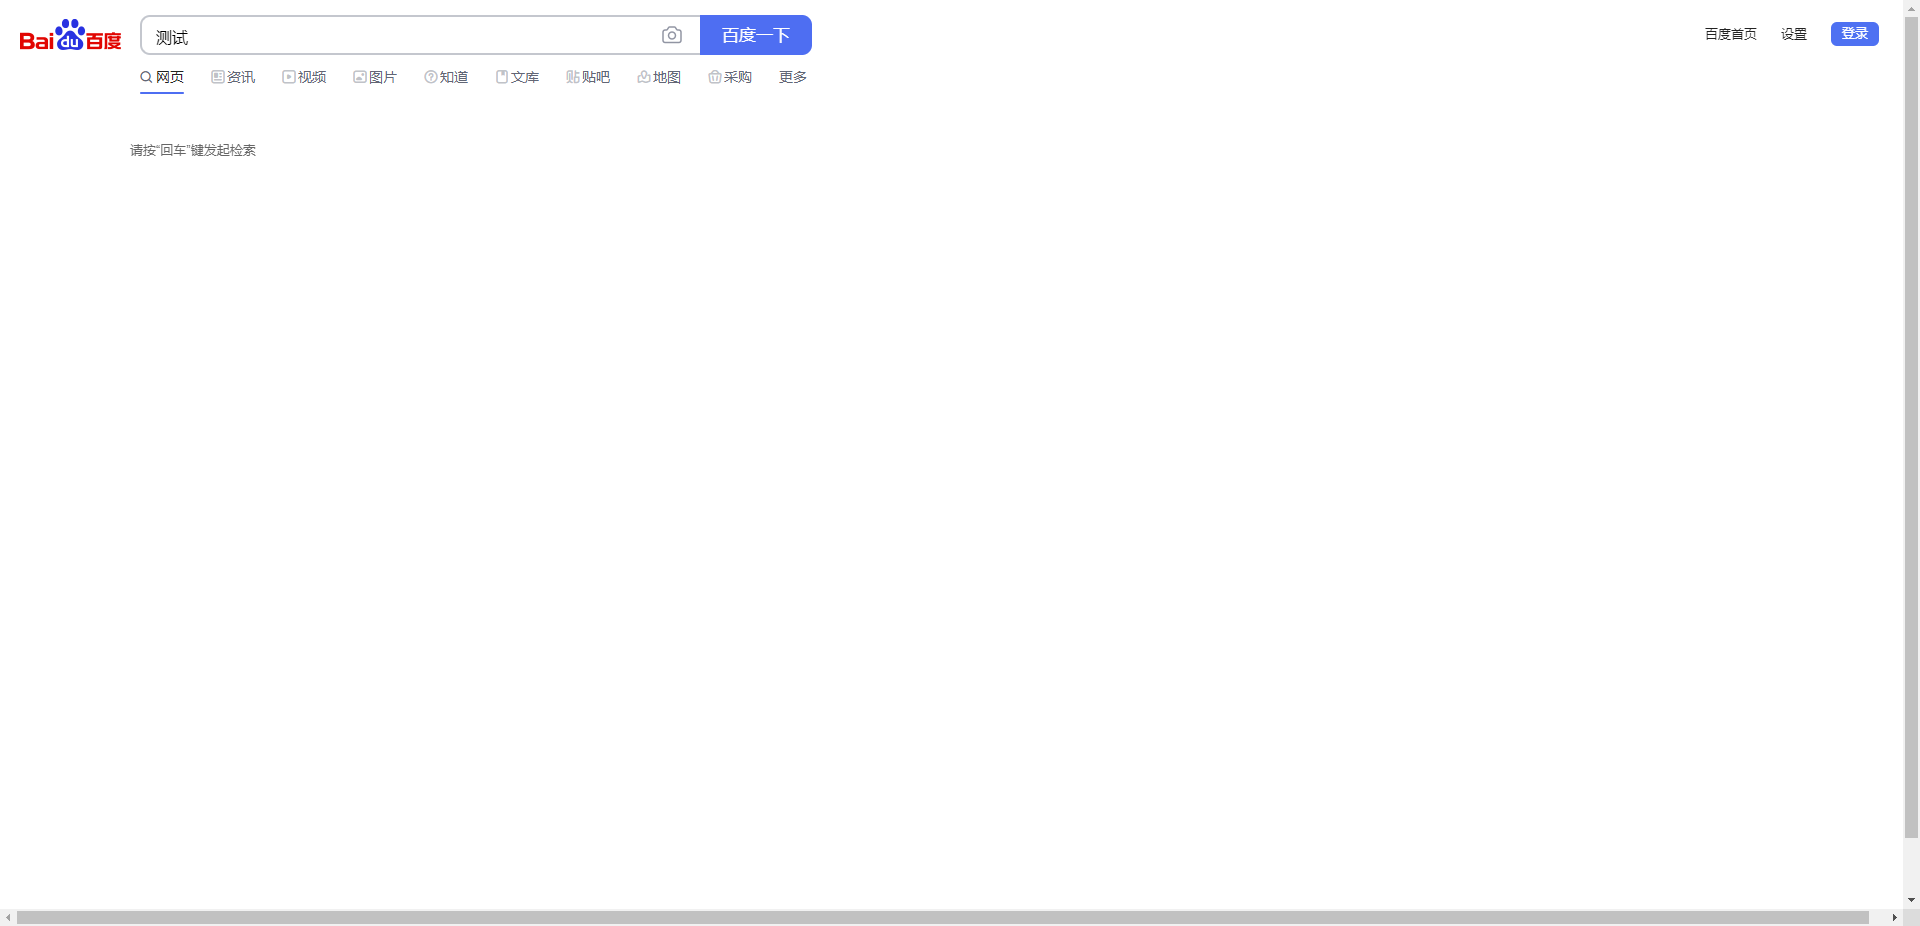 Bai du 百度 测试 百度一下 百度首页 设置 登录
网页 资讯 视频 图片 知道 文库 贴吧 地图 采购 更多
请按“回车”键发起检索